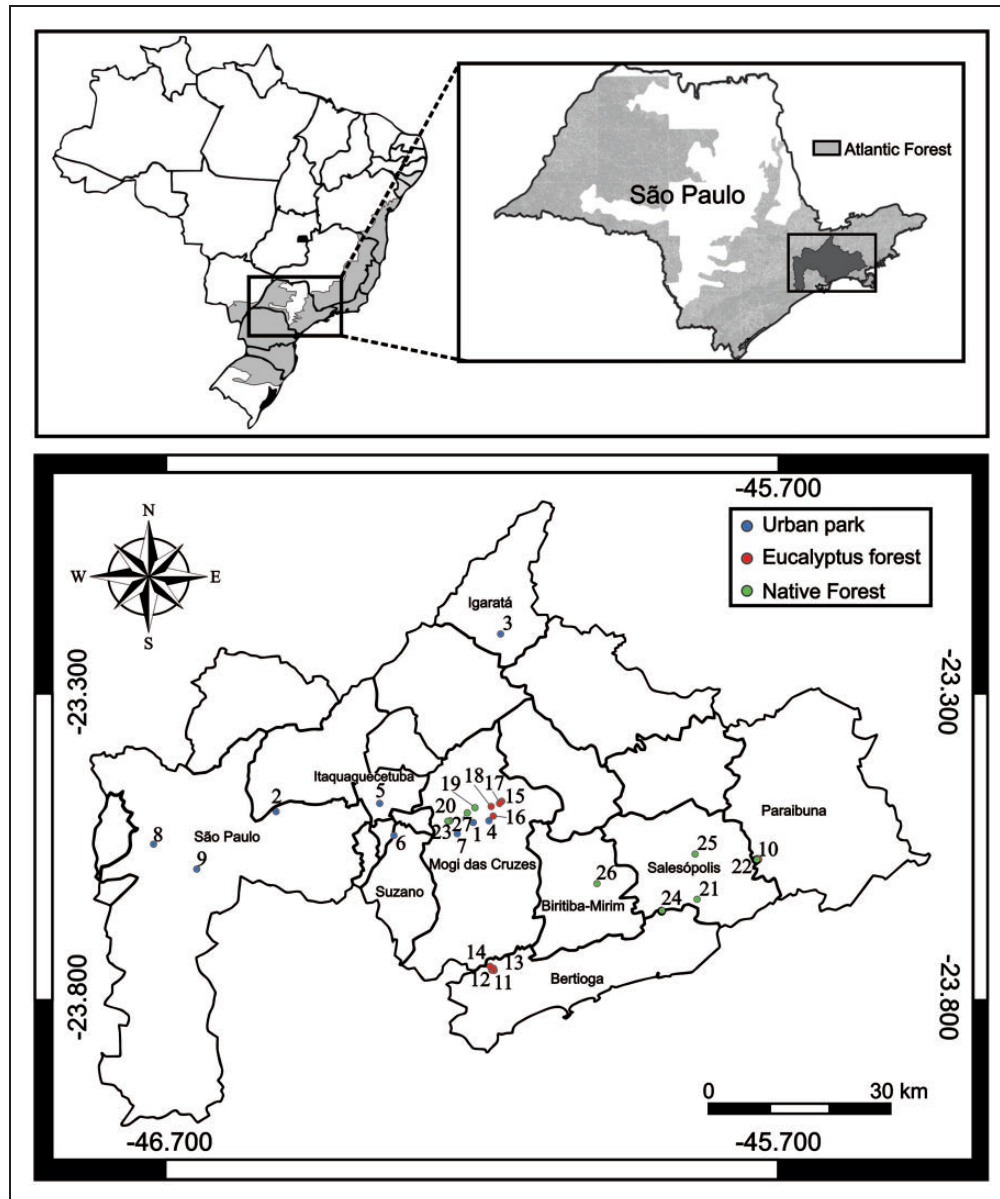 Atlantic Forest
São Paulo
-45.700
N
W
E
S
Urban park
Eucalyptus forest
Native Forest
Igaratá
3
-23.300
-23.300
Itaquaquecetuba
5
2
19
18
17
15
20
16
23
27
1
4
7
6
8
São Paulo
9
Mogi das Cruzes
Suzano
Paraibuna
25
10
22
Salesópolis
26
Biritiba-Mirim
24
21
14
13
12
11
Bertioga
-23.800
-23.800
0
30 km
-46.700
-45.700